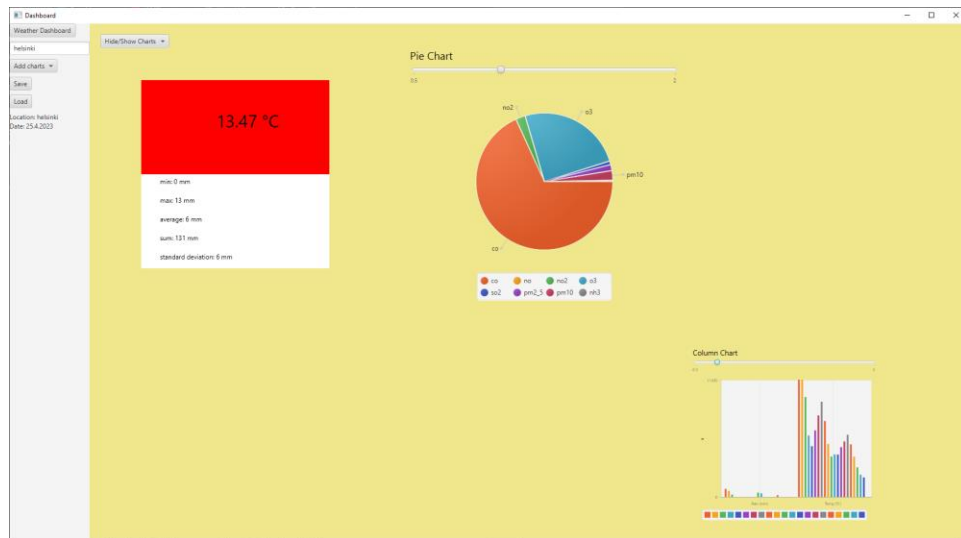 Dashboard
Weather Dashboard
helsinki
Add charts
Save
Load
Location: helsinki
Date: 25.4.2023
Hide/Show Charts
13.47 °C
min: 0 mm
max: 13 mm
average: 6 mm
sum: 131 mm
standard deviation: 6 mm
Pie Chart
no2
o3
pm10
co
co no no2 o3
so2 pm2_5 pm10 nh3
Column Chart